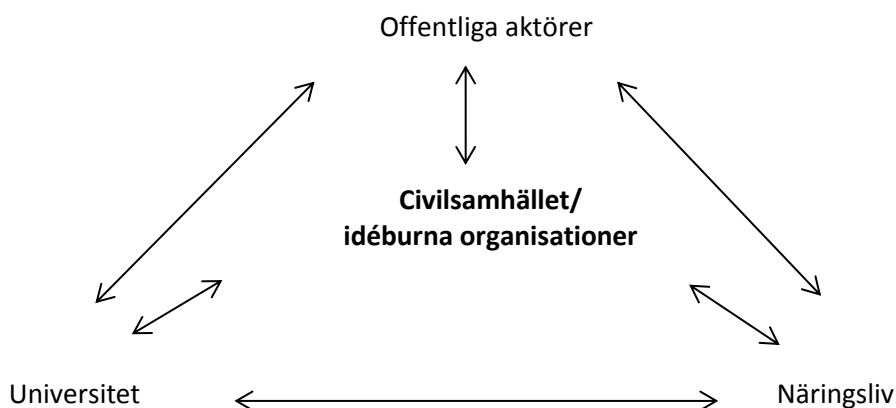 Offentliga aktörer
Civilsamhället/
idéburna organisationer
Universitet
Näringsliv